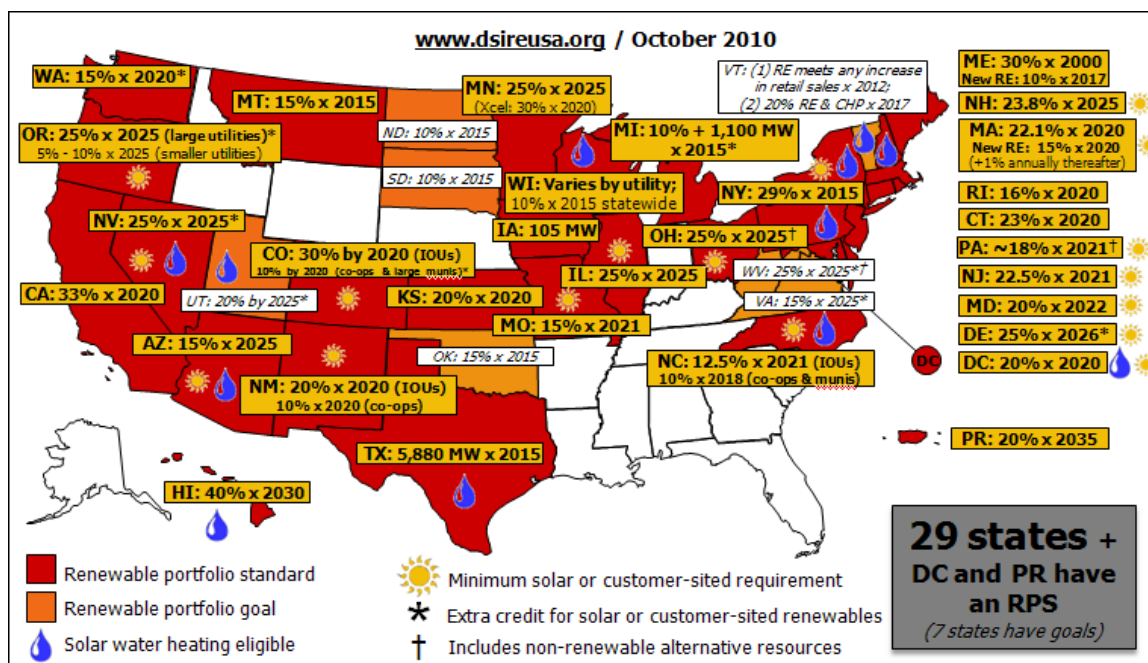 www.dsireusa.org / October 2010
WA: 15% x 2020*
MT: 15% x 2015
MN: 25% x 2025
(Xcel: 30% x 2020)
VT: (1) RE meets any increase
in retail sales x 2012;
(2) 20% RE & CHP x 2017
ME: 30% x 2000
New RE: 10% x 2017
NH: 23.8% x 2025
OR: 25% x 2025 (large utilities)*
5% - 10% x 2025 (smaller utilities)
ND: 10% x 2015
MI: 10% + 1,100 MW
x 2015*
MA: 22.1% x 2020
New RE: 15% x 2020
(+1% annually thereafter)
SD: 10% x 2015
WI: Varies by utility;
10% x 2015 statewide
NY: 29% x 2015
RI: 16% x 2020
CT: 23% x 2020
NV: 25% x 2025*
IA: 105 MW
OH: 25% x 2025†
PA: ~18% x 2021†
CO: 30% by 2020 (IOUs)
10% by 2020 (co-ops & large munis)*
IL: 25% x 2025
WV: 25% x 2025*†
NJ: 22.5% x 2021
CA: 33% x 2020
UT: 20% by 2025*
KS: 20% x 2020
VA: 15% x 2025*
MD: 20% x 2022
MO: 15% x 2021
DE: 25% x 2026*
AZ: 15% x 2025
OK: 15% x 2015
NC: 12.5% x 2021 (IOUs)
10% x 2018 (co-ops & munis)
DC
DC: 20% x 2020
NM: 20% x 2020 (IOUs)
10% x 2020 (co-ops)
PR: 20% x 2035
TX: 5,880 MW x 2015
HI: 40% x 2030
Renewable portfolio standard
Renewable portfolio goal
Solar water heating eligible
Minimum solar or customer-sited requirement
* Extra credit for solar or customer-sited renewables
† Includes non-renewable alternative resources
29 states +
DC and PR have
an RPS
(7 states have goals)